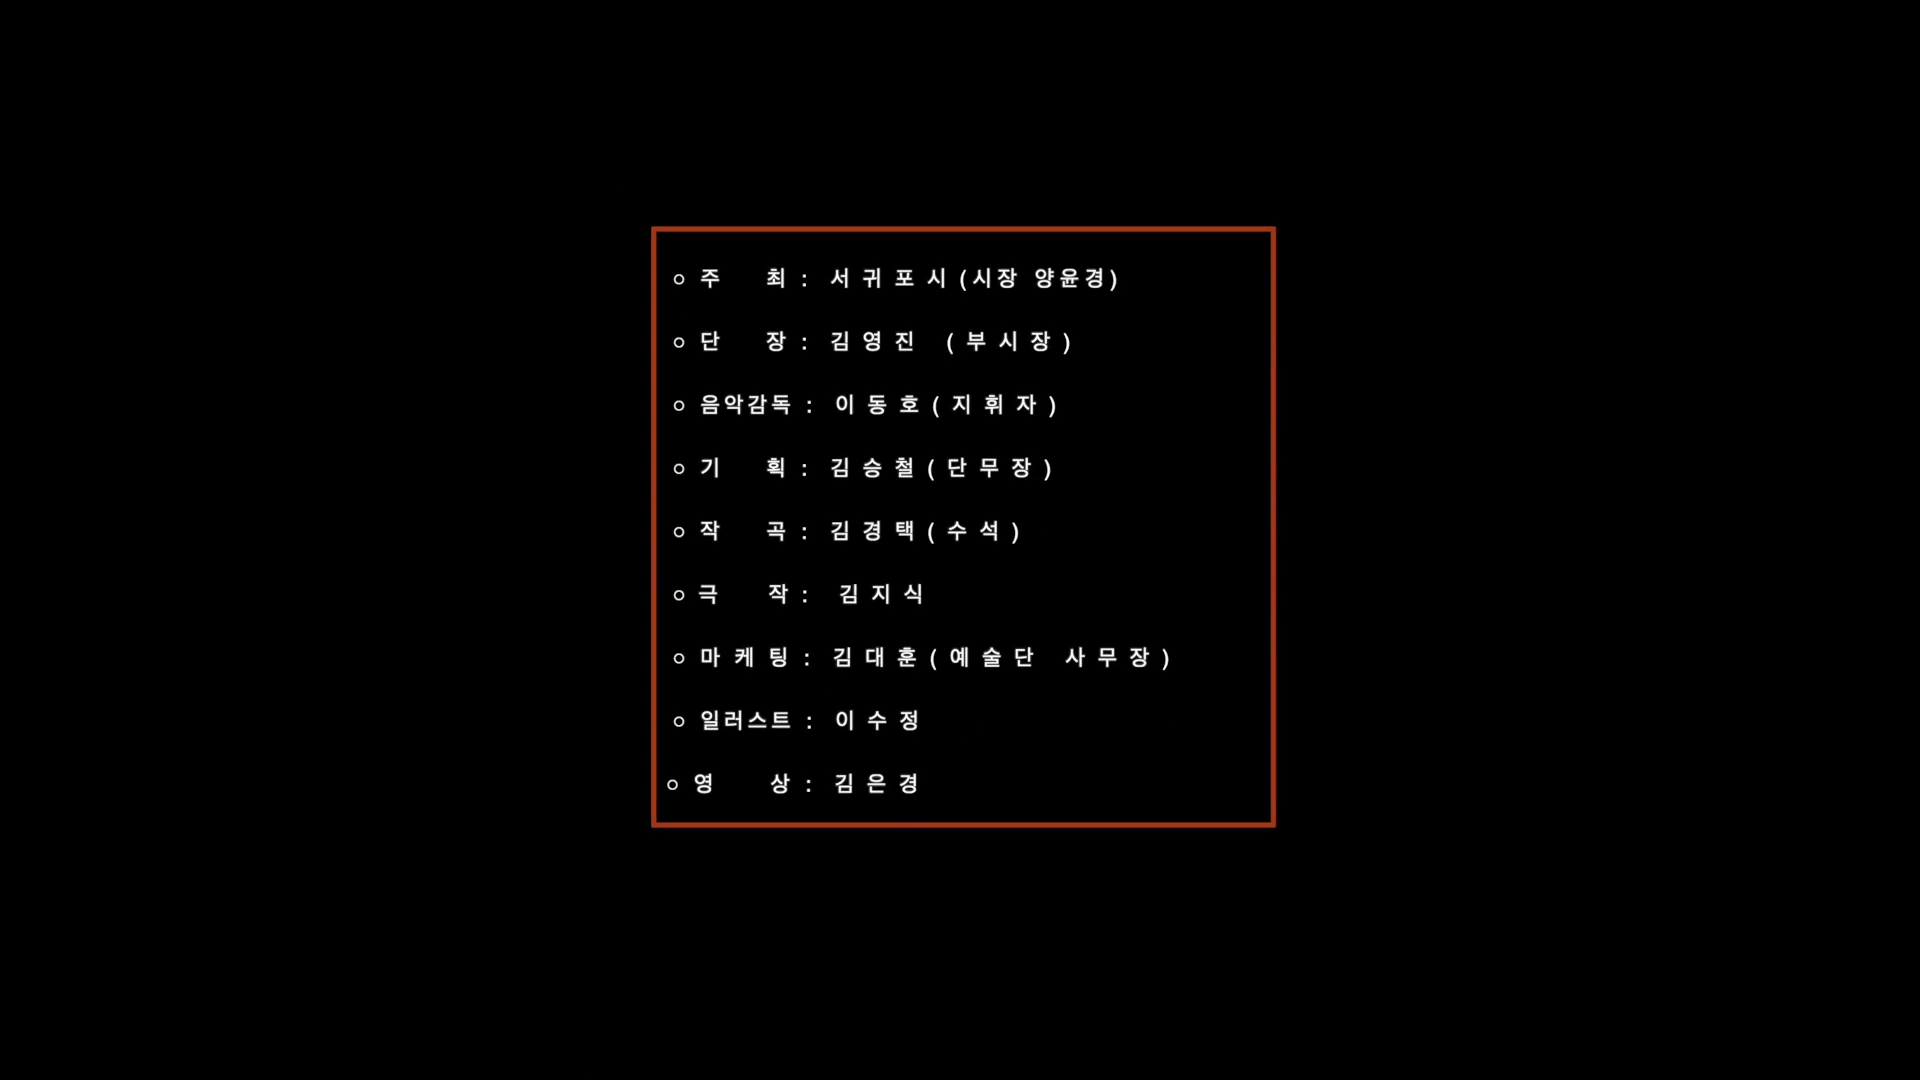 ㅇ 주 최 : 서 귀 포 시 (시장 양윤경)
ㅇ 단 장 : 김 영 진 ( 부 시 장 )
ㅇ 음악감독 : 이 동 호 ( 지 휘 자 )
ㅇ 기 획 : 김 승 철 ( 단 무 장 )
ㅇ 작 곡 : 김 경 택 ( 수 석 )
ㅇ 극 작 : 김 지 식
ㅇ 마 케 팅 : 김 대 훈 ( 예 술 단 사 무 장 )
ㅇ 일러스트 : 이 수 정
ㅇ 영 상 : 김 은 경